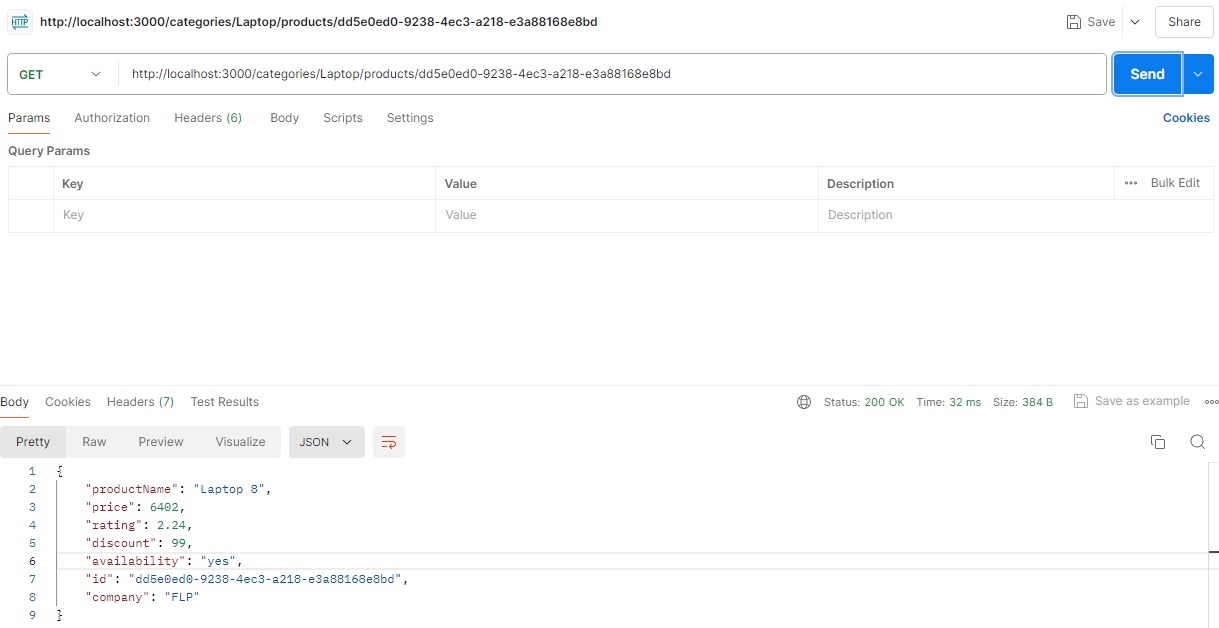 HTTP http://localhost:3000/categories/Laptop/products/dd5e0ed0-9238-4ec3-a218-e3a88168e8bd Save Share
GET http://localhost:3000/categories/Laptop/products/dd5e0ed0-9238-4ec3-a218-e3a88168e8bd Send
Params Authorization Headers (6) Body Scripts Settings Cookies
Query Params
Key Value Description ••• Bulk Edit
Key Value Description
Body Cookies Headers (7) Test Results Status: 200 OK Time: 32 ms Size: 384 B Save as example •••
Pretty Raw Preview Visualize JSON
1 {
2 "productName": "Laptop 8",
3 "price": 6402,
4 "rating": 2.24,
5 "discount": 99,
6 "availability": "yes",
7 "id": "dd5e0ed0-9238-4ec3-a218-e3a88168e8bd",
8 "company": "FLP"
9 }